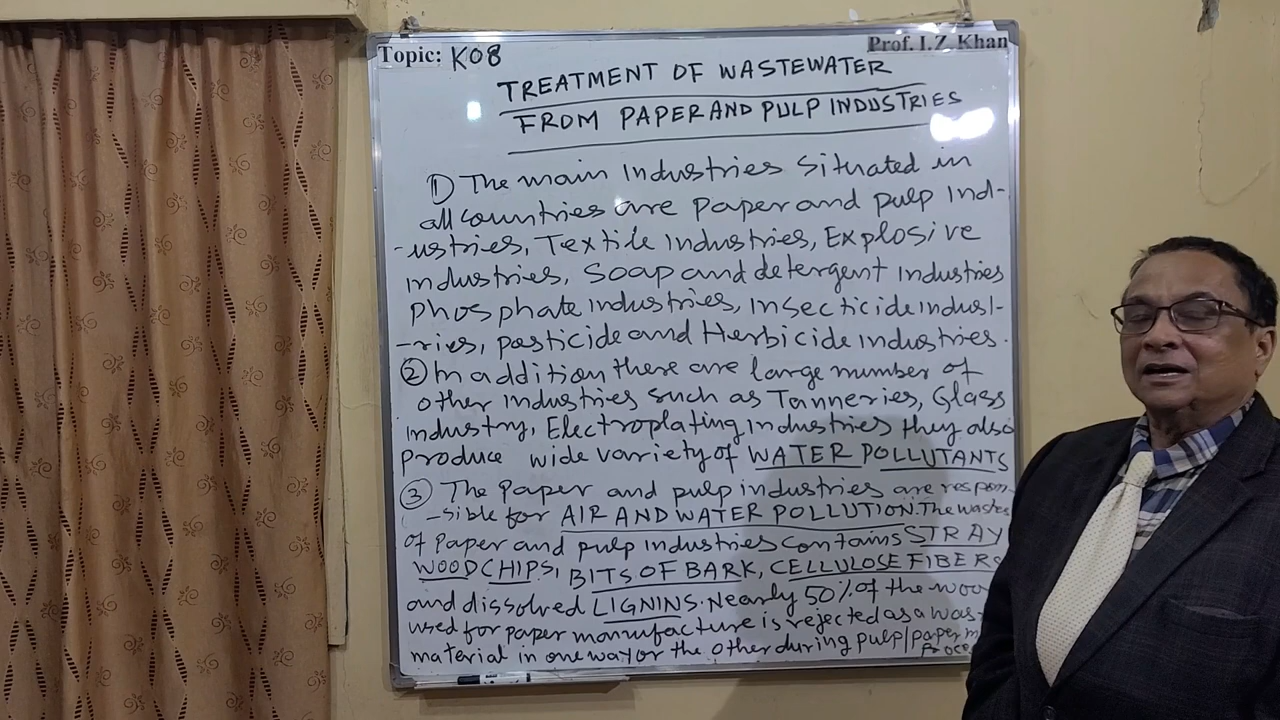 Topic: K08
Prof. I.Z. Khan
TREATMENT OF WASTEWATER
FROM PAPER AND PULP INDUSTRIES
① The main Industries Situated in
all countries are paper and pulp Ind-
-ustries, Textile industries, Explosive
industries, Soap and detergent industries
Phosphate industries, Insecticide indust-
-ries, pasticide and Herbicide industries.
② In addition there are large number of
other industries such as Tanneries, Glass
industry, Electroplating industries they also
produce wide variety of WATER POLLUTANTS
③ The paper and pulp industries are respon-
-sible for AIR AND WATER POLLUTION. The wastes
of paper and pulp industries contains STRAY
WOOD CHIPS, BITS OF BARK, CELLULOSE FIBERS
and dissolved LIGNINS. Nearly 50% of the
used for paper manufacture is rejected as a
material in one way or the other during pulp/paper